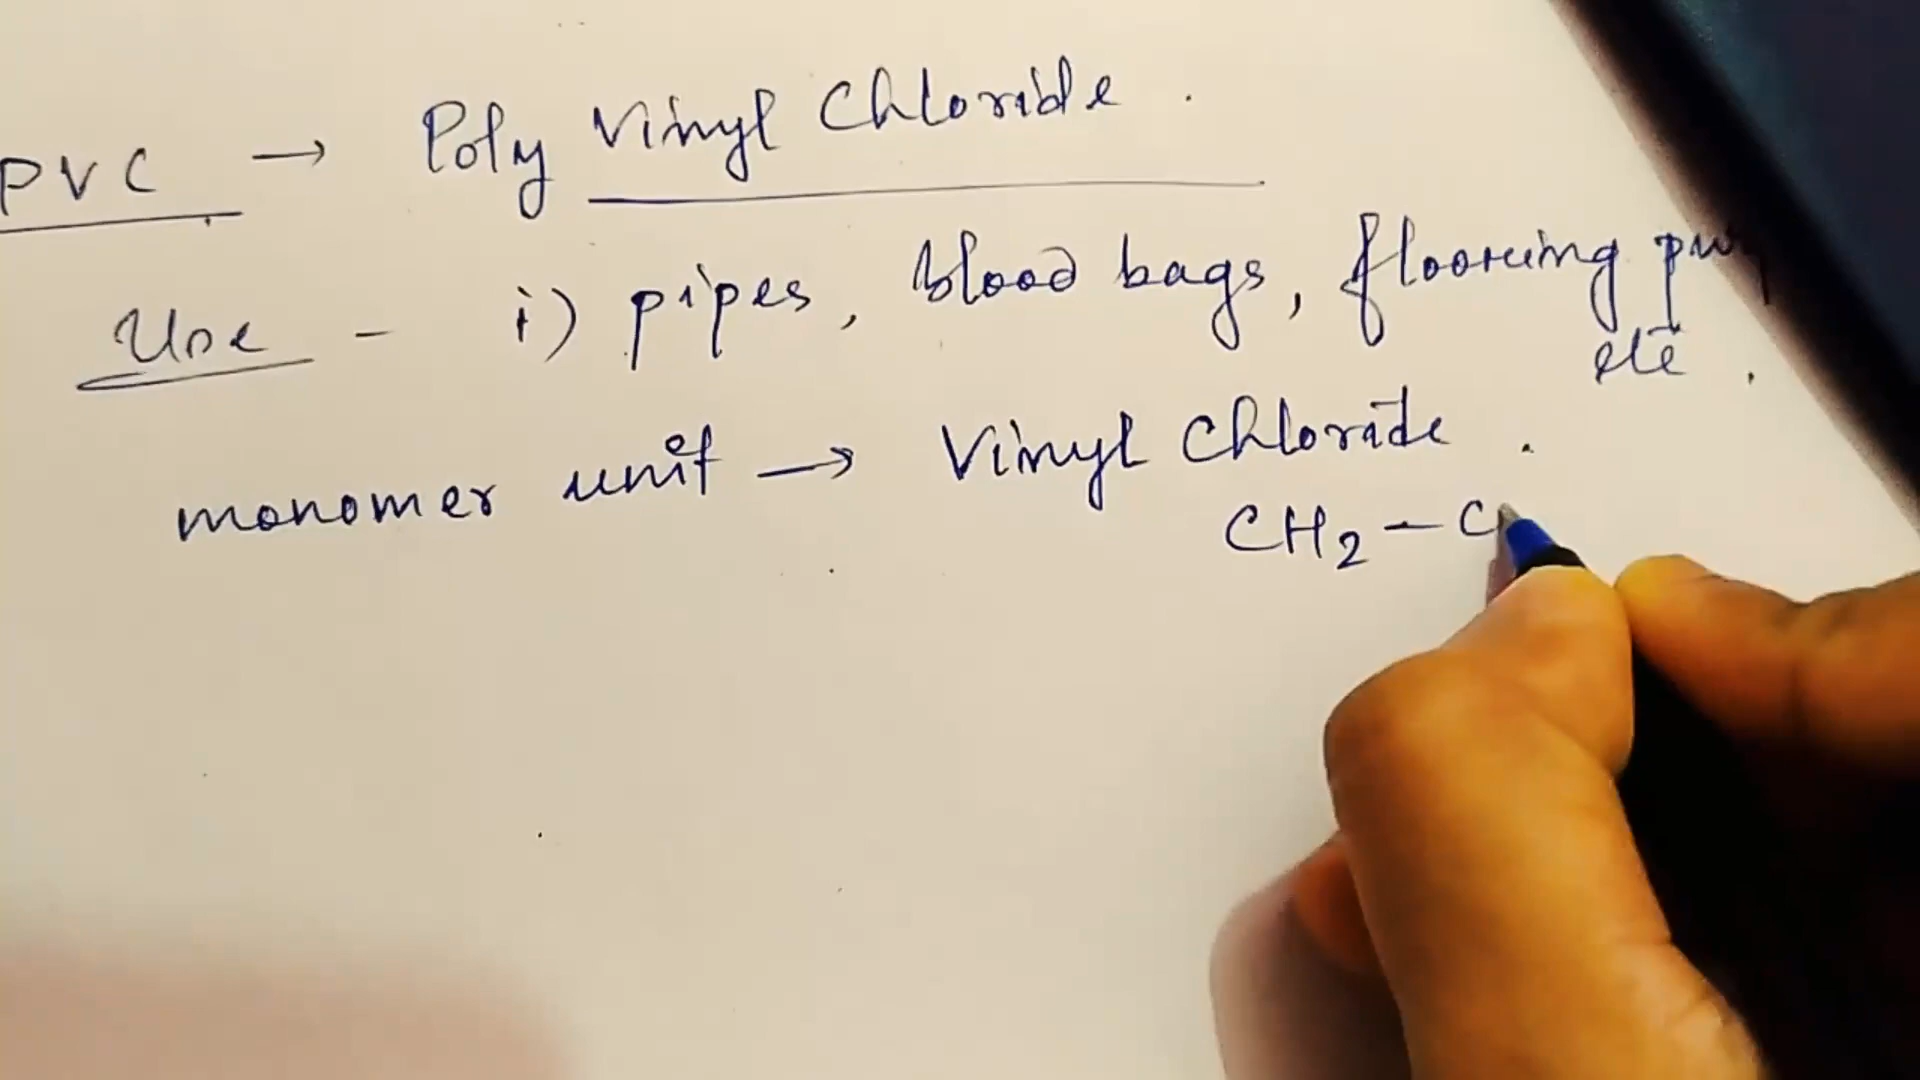 PVC → Poly Vinyl Chloride .
Use - i) pipes, blood bags, flooring
etc .
monomer unit → Vinyl Chloride .
CH2 - C